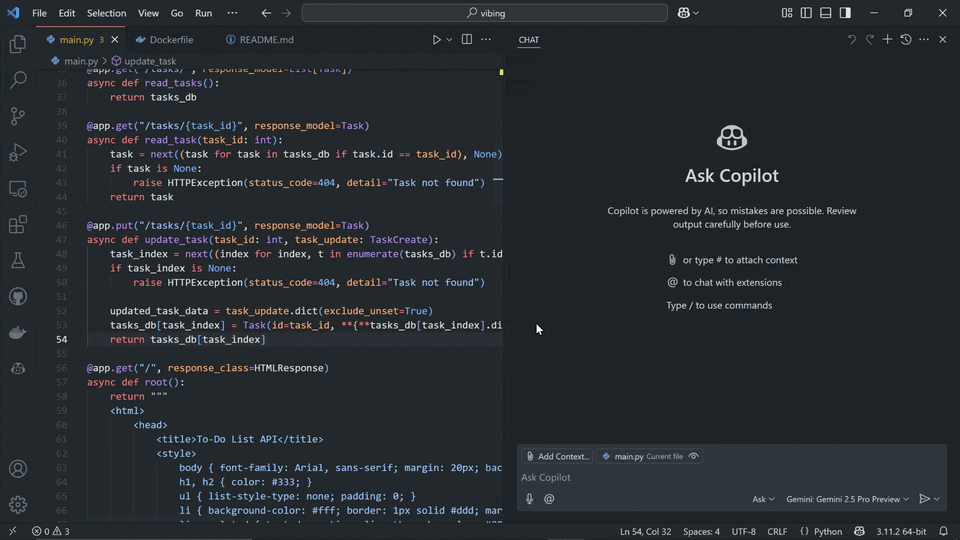 File Edit Selection View Go Run ··· vibing
main.py 3 Dockerfile README.md
main.py > update_task
35 @app.get("/tasks/", response_model=List[Task])
36 async def read_tasks():
37 return tasks_db
38
39 @app.get("/tasks/{task_id}", response_model=Task)
40 async def read_task(task_id: int):
41 task = next((task for task in tasks_db if task.id == task_id), None)
42 if task is None:
43 raise HTTPException(status_code=404, detail="Task not found")
44 return task
45
46 @app.put("/tasks/{task_id}", response_model=Task)
47 async def update_task(task_id: int, task_update: TaskCreate):
48 task_index = next((index for index, t in enumerate(tasks_db) if t.id
49 if task_index is None:
50 raise HTTPException(status_code=404, detail="Task not found")
51
52 updated_task_data = task_update.dict(exclude_unset=True)
53 tasks_db[task_index] = Task(id=task_id, **{**tasks_db[task_index].di
54 return tasks_db[task_index]
55
56 @app.get("/", response_class=HTMLResponse)
57 async def root():
58 return """
59 <html>
60 <head>
61 <title>To-Do List API</title>
62 <style>
63 body { font-family: Arial, sans-serif; margin: 20px; bac
64 h1, h2 { color: #333; }
65 ul { list-style-type: none; padding: 0; }
66 li { background-color: #fff; border: 1px solid #ddd; mar
CHAT
Ask Copilot
Copilot is powered by AI, so mistakes are possible. Review
output carefully before use.
or type # to attach context
@ to chat with extensions
Type / to use commands
Add Context... main.py Current file
Ask Copilot
@ Ask Gemini: Gemini 2.5 Pro Preview
0 3 Ln 54, Col 32 Spaces: 4 UTF-8 CRLF {} Python 3.11.2 64-bit